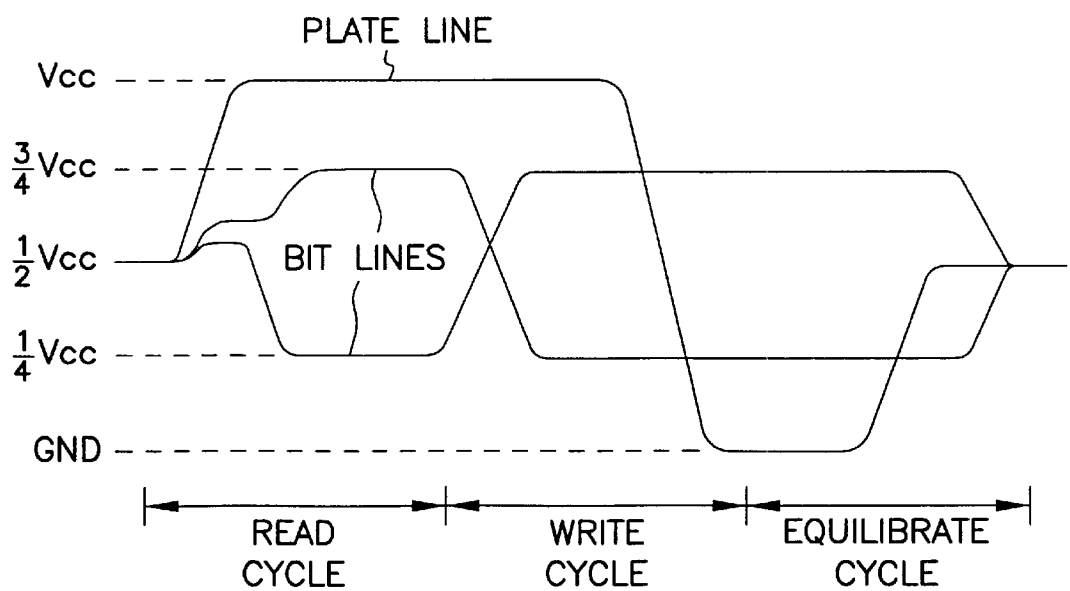 PLATE LINE
Vcc
3/4 Vcc
1/2 Vcc
BIT LINES
1/4 Vcc
GND
READ CYCLE
WRITE CYCLE
EQUILIBRATE CYCLE